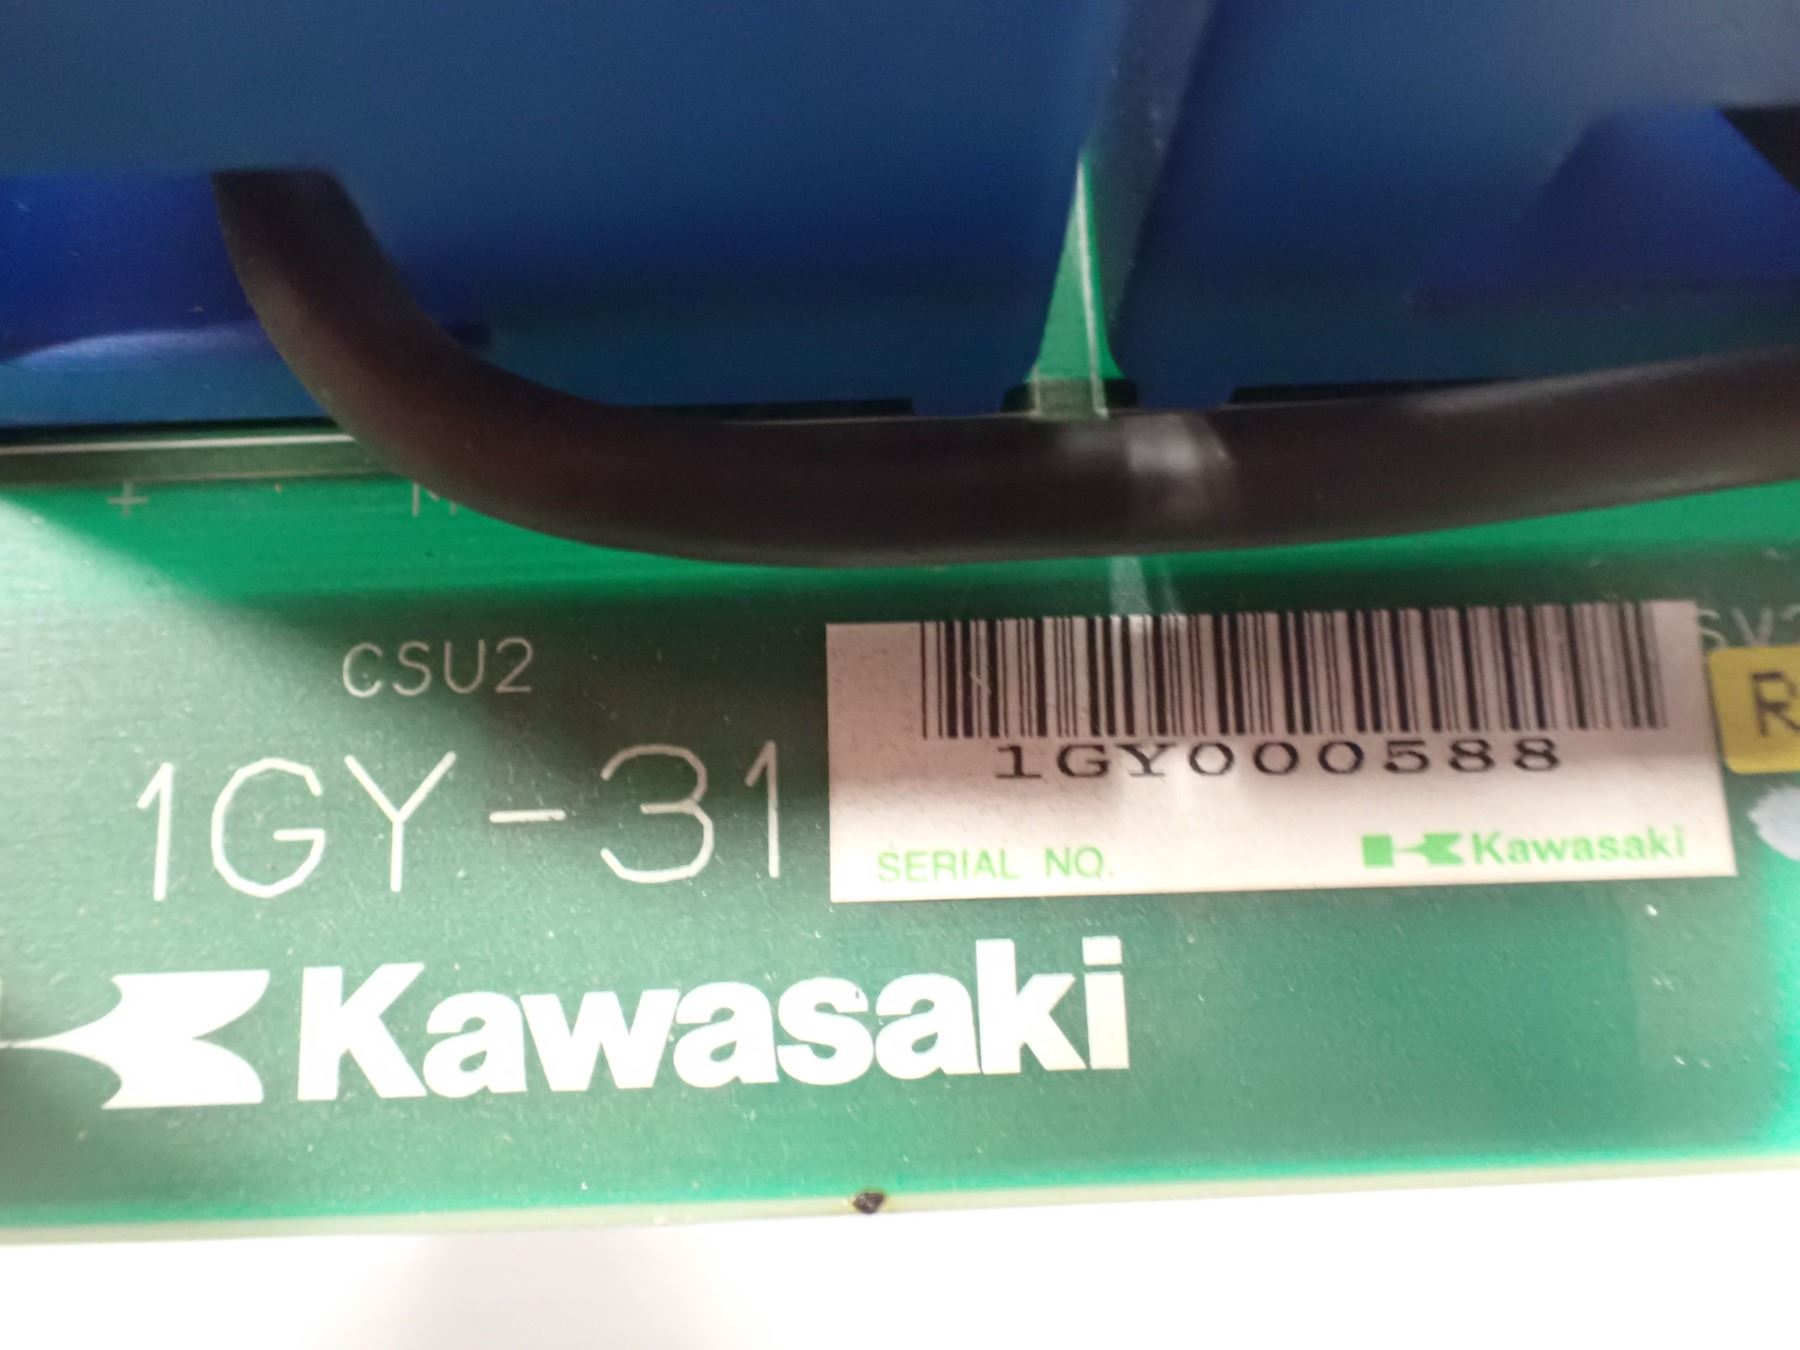 +
CSU2
1GY-31
1GY000588
SERIAL NO.
Kawasaki
R
Kawasaki